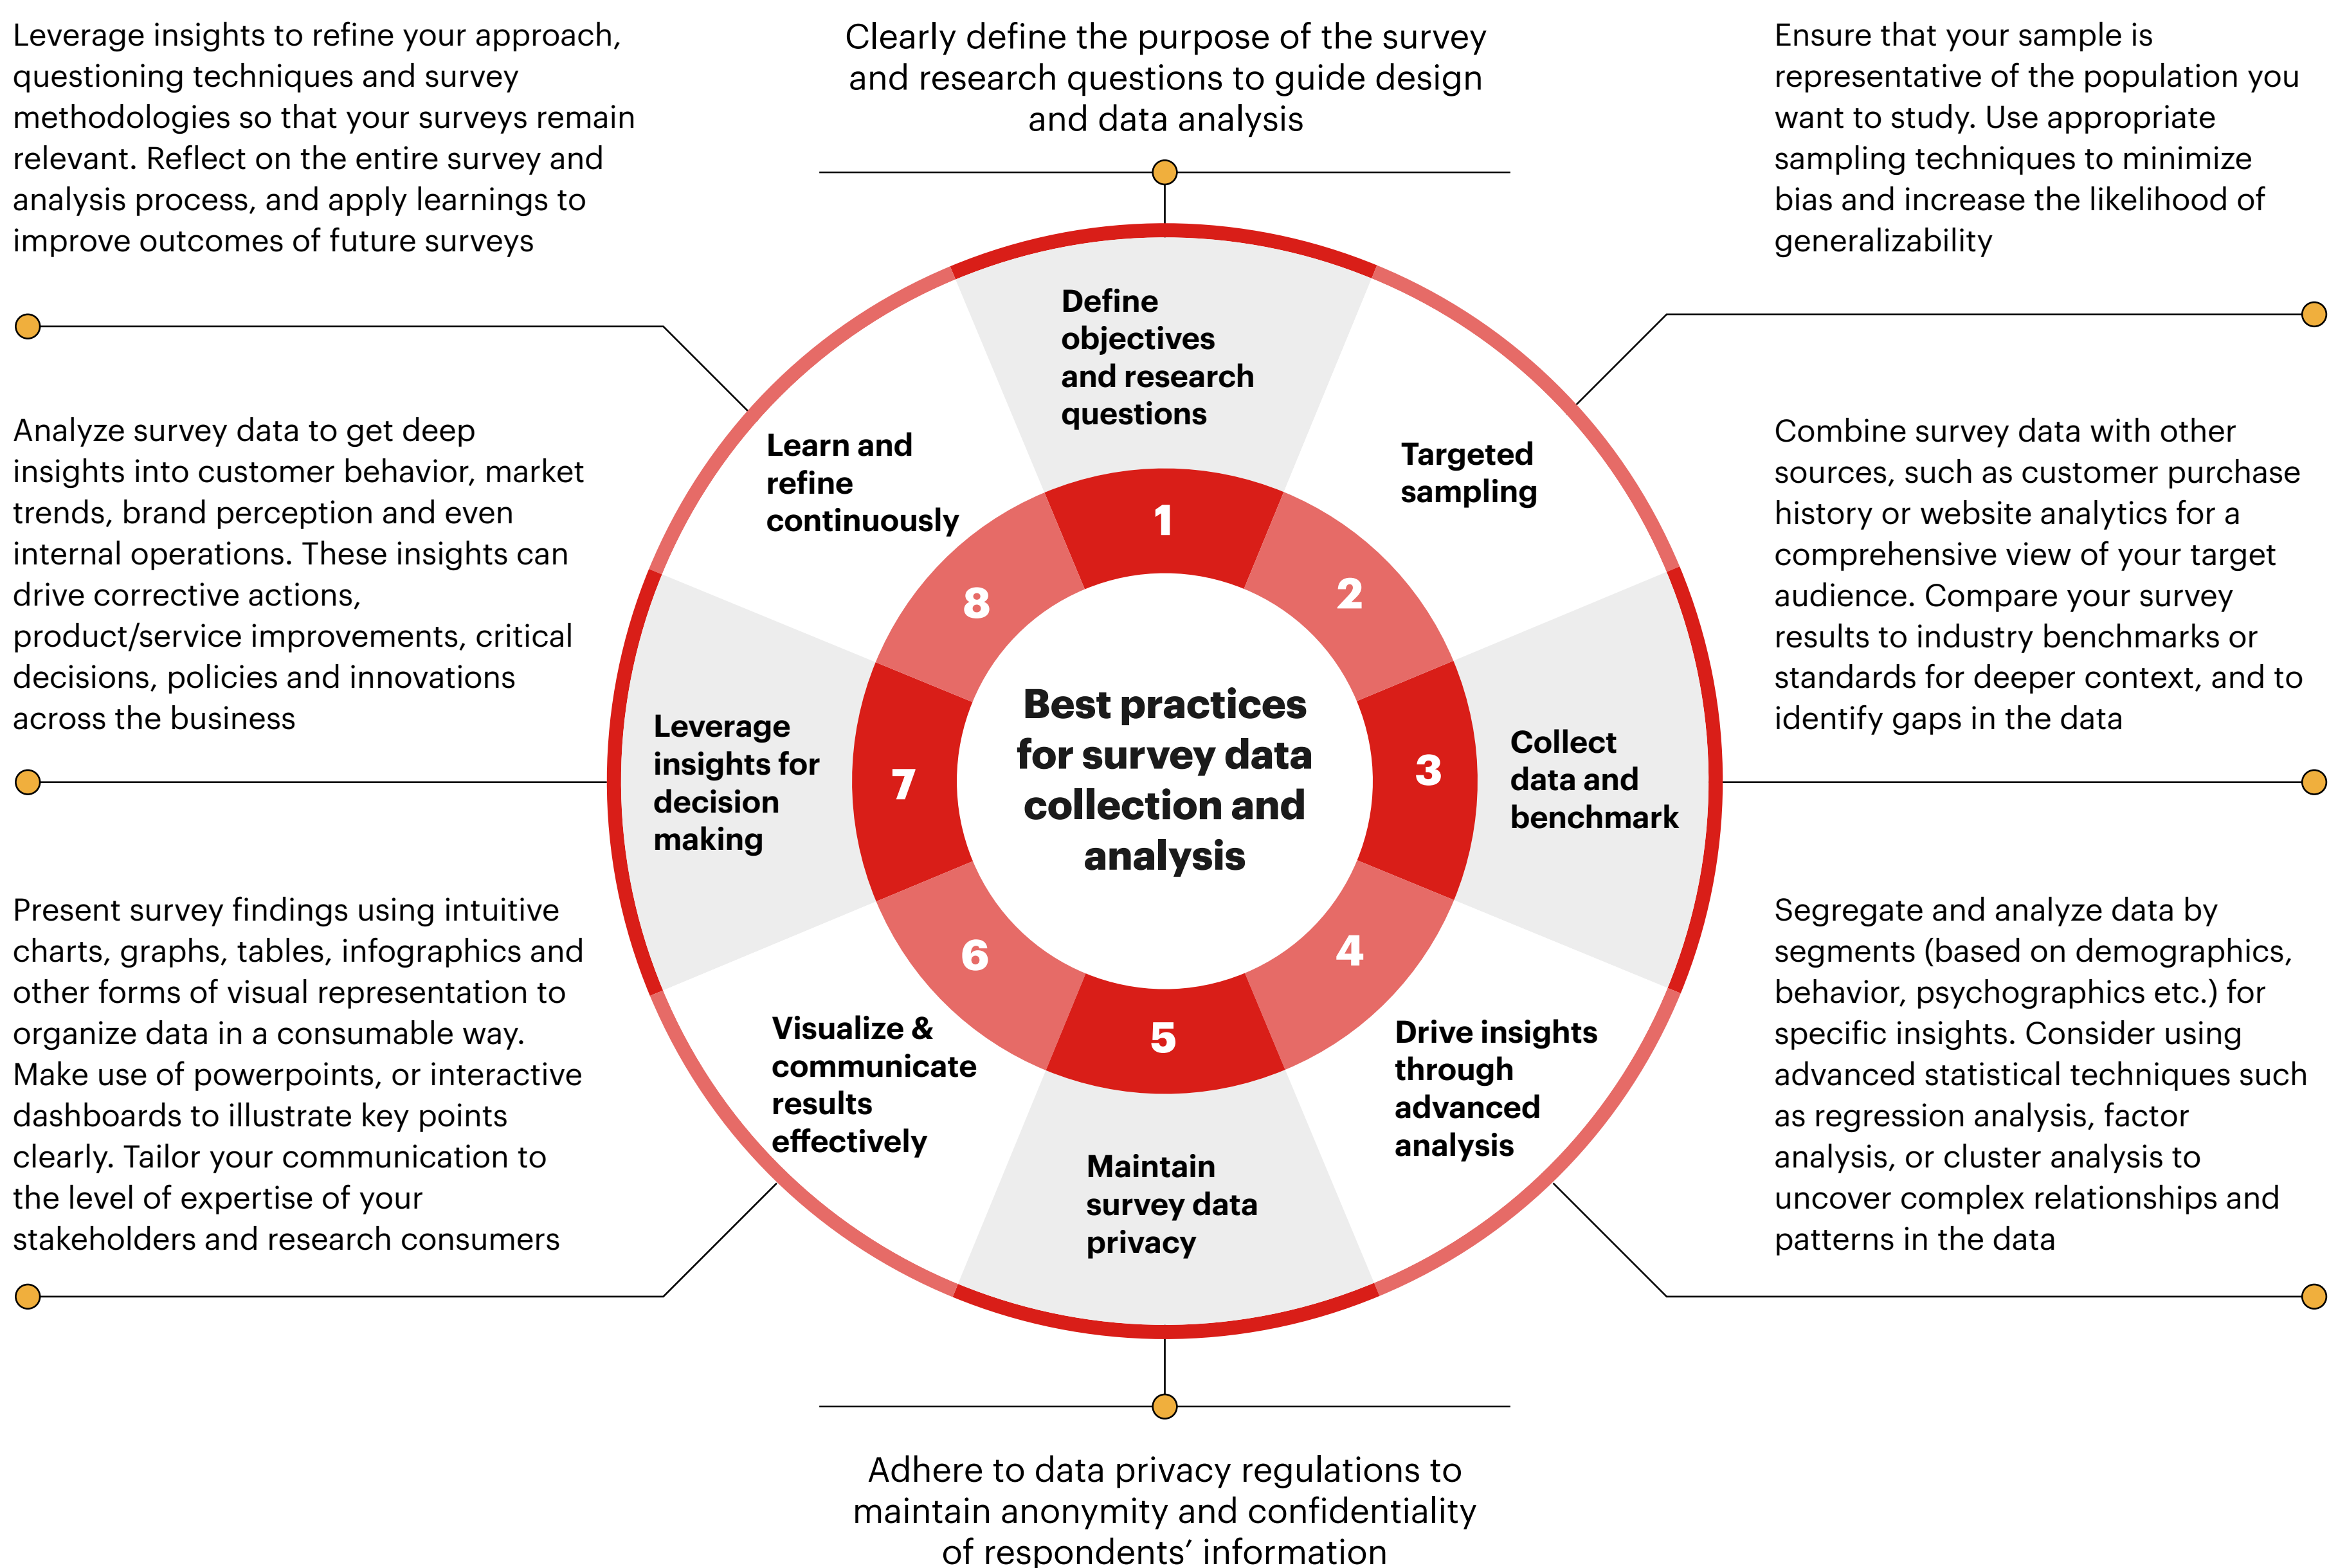 Leverage insights to refine your approach,
questioning techniques and survey
methodologies so that your surveys remain
relevant. Reflect on the entire survey and
analysis process, and apply learnings to
improve outcomes of future surveys
Clearly define the purpose of the survey
and research questions to guide design
and data analysis
Ensure that your sample is
representative of the population you
want to study. Use appropriate
sampling techniques to minimize
bias and increase the likelihood of
generalizability
Analyze survey data to get deep
insights into customer behavior, market
trends, brand perception and even
internal operations. These insights can
drive corrective actions,
product/service improvements, critical
decisions, policies and innovations
across the business
Combine survey data with other
sources, such as customer purchase
history or website analytics for a
comprehensive view of your target
audience. Compare your survey
results to industry benchmarks or
standards for deeper context, and to
identify gaps in the data
Present survey findings using intuitive
charts, graphs, tables, infographics and
other forms of visual representation to
organize data in a consumable way.
Make use of powerpoints, or interactive
dashboards to illustrate key points
clearly. Tailor your communication to
the level of expertise of your
stakeholders and research consumers
Segregate and analyze data by
segments (based on demographics,
behavior, psychographics etc.) for
specific insights. Consider using
advanced statistical techniques such
as regression analysis, factor
analysis, or cluster analysis to
uncover complex relationships and
patterns in the data
Best practices
for survey data
collection and
analysis
1
Define
objectives
and research
questions
2
Targeted
sampling
3
Collect
data and
benchmark
4
Drive insights
through
advanced
analysis
5
Maintain
survey data
privacy
6
Visualize &
communicate
results
effectively
7
Leverage
insights for
decision
making
8
Learn and
refine
continuously
Adhere to data privacy regulations to
maintain anonymity and confidentiality
of respondents’ information